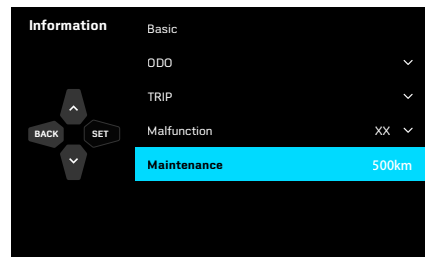 Information
Basic
ODO
TRIP
BACK
SET
Malfunction XX
Maintenance 500km